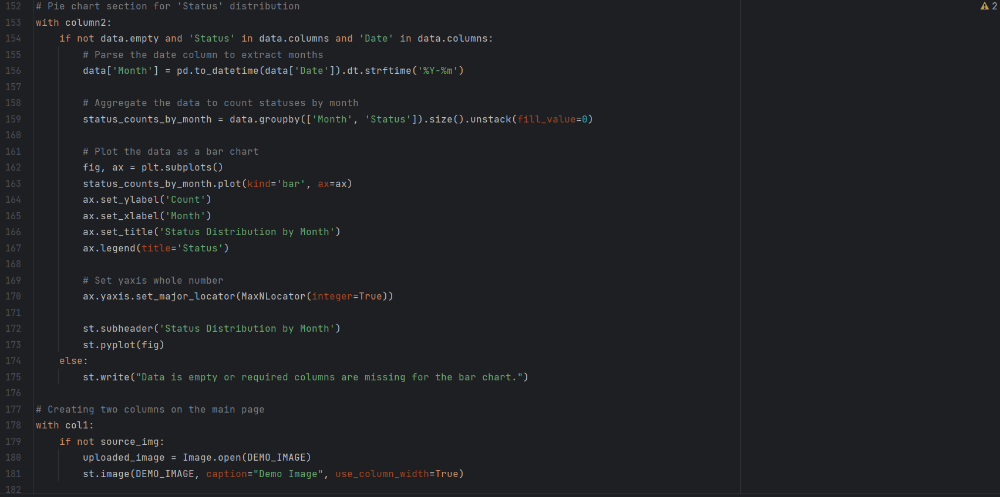 152 # Pie chart section for 'Status' distribution
2
153 with column2:
154     if not data.empty and 'Status' in data.columns and 'Date' in data.columns:
155         # Parse the date column to extract months
156         data['Month'] = pd.to_datetime(data['Date']).dt.strftime('%Y-%m')
157
158         # Aggregate the data to count statuses by month
159         status_counts_by_month = data.groupby(['Month', 'Status']).size().unstack(fill_value=0)
160
161         # Plot the data as a bar chart
162         fig, ax = plt.subplots()
163         status_counts_by_month.plot(kind='bar', ax=ax)
164         ax.set_ylabel('Count')
165         ax.set_xlabel('Month')
166         ax.set_title('Status Distribution by Month')
167         ax.legend(title='Status')
168
169         # Set yaxis whole number
170         ax.yaxis.set_major_locator(MaxNLocator(integer=True))
171
172         st.subheader('Status Distribution by Month')
173         st.pyplot(fig)
174     else:
175         st.write("Data is empty or required columns are missing for the bar chart.")
176
177 # Creating two columns on the main page
178 with col1:
179     if not source_img:
180         uploaded_image = Image.open(DEMO_IMAGE)
181         st.image(DEMO_IMAGE, caption="Demo Image", use_column_width=True)
182